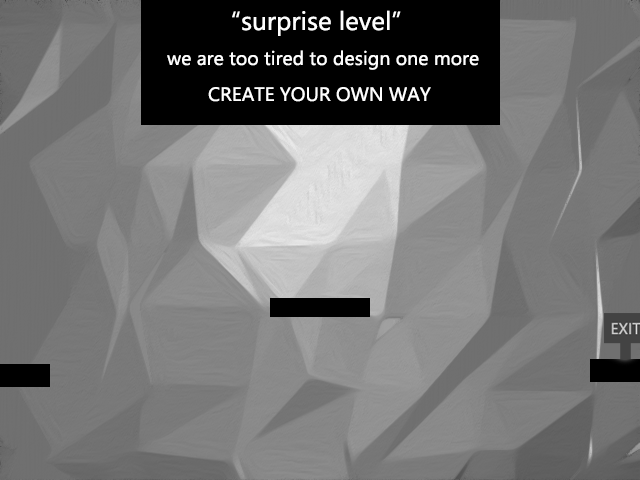 “surprise level”
we are too tired to design one more
CREATE YOUR OWN WAY
EXIT